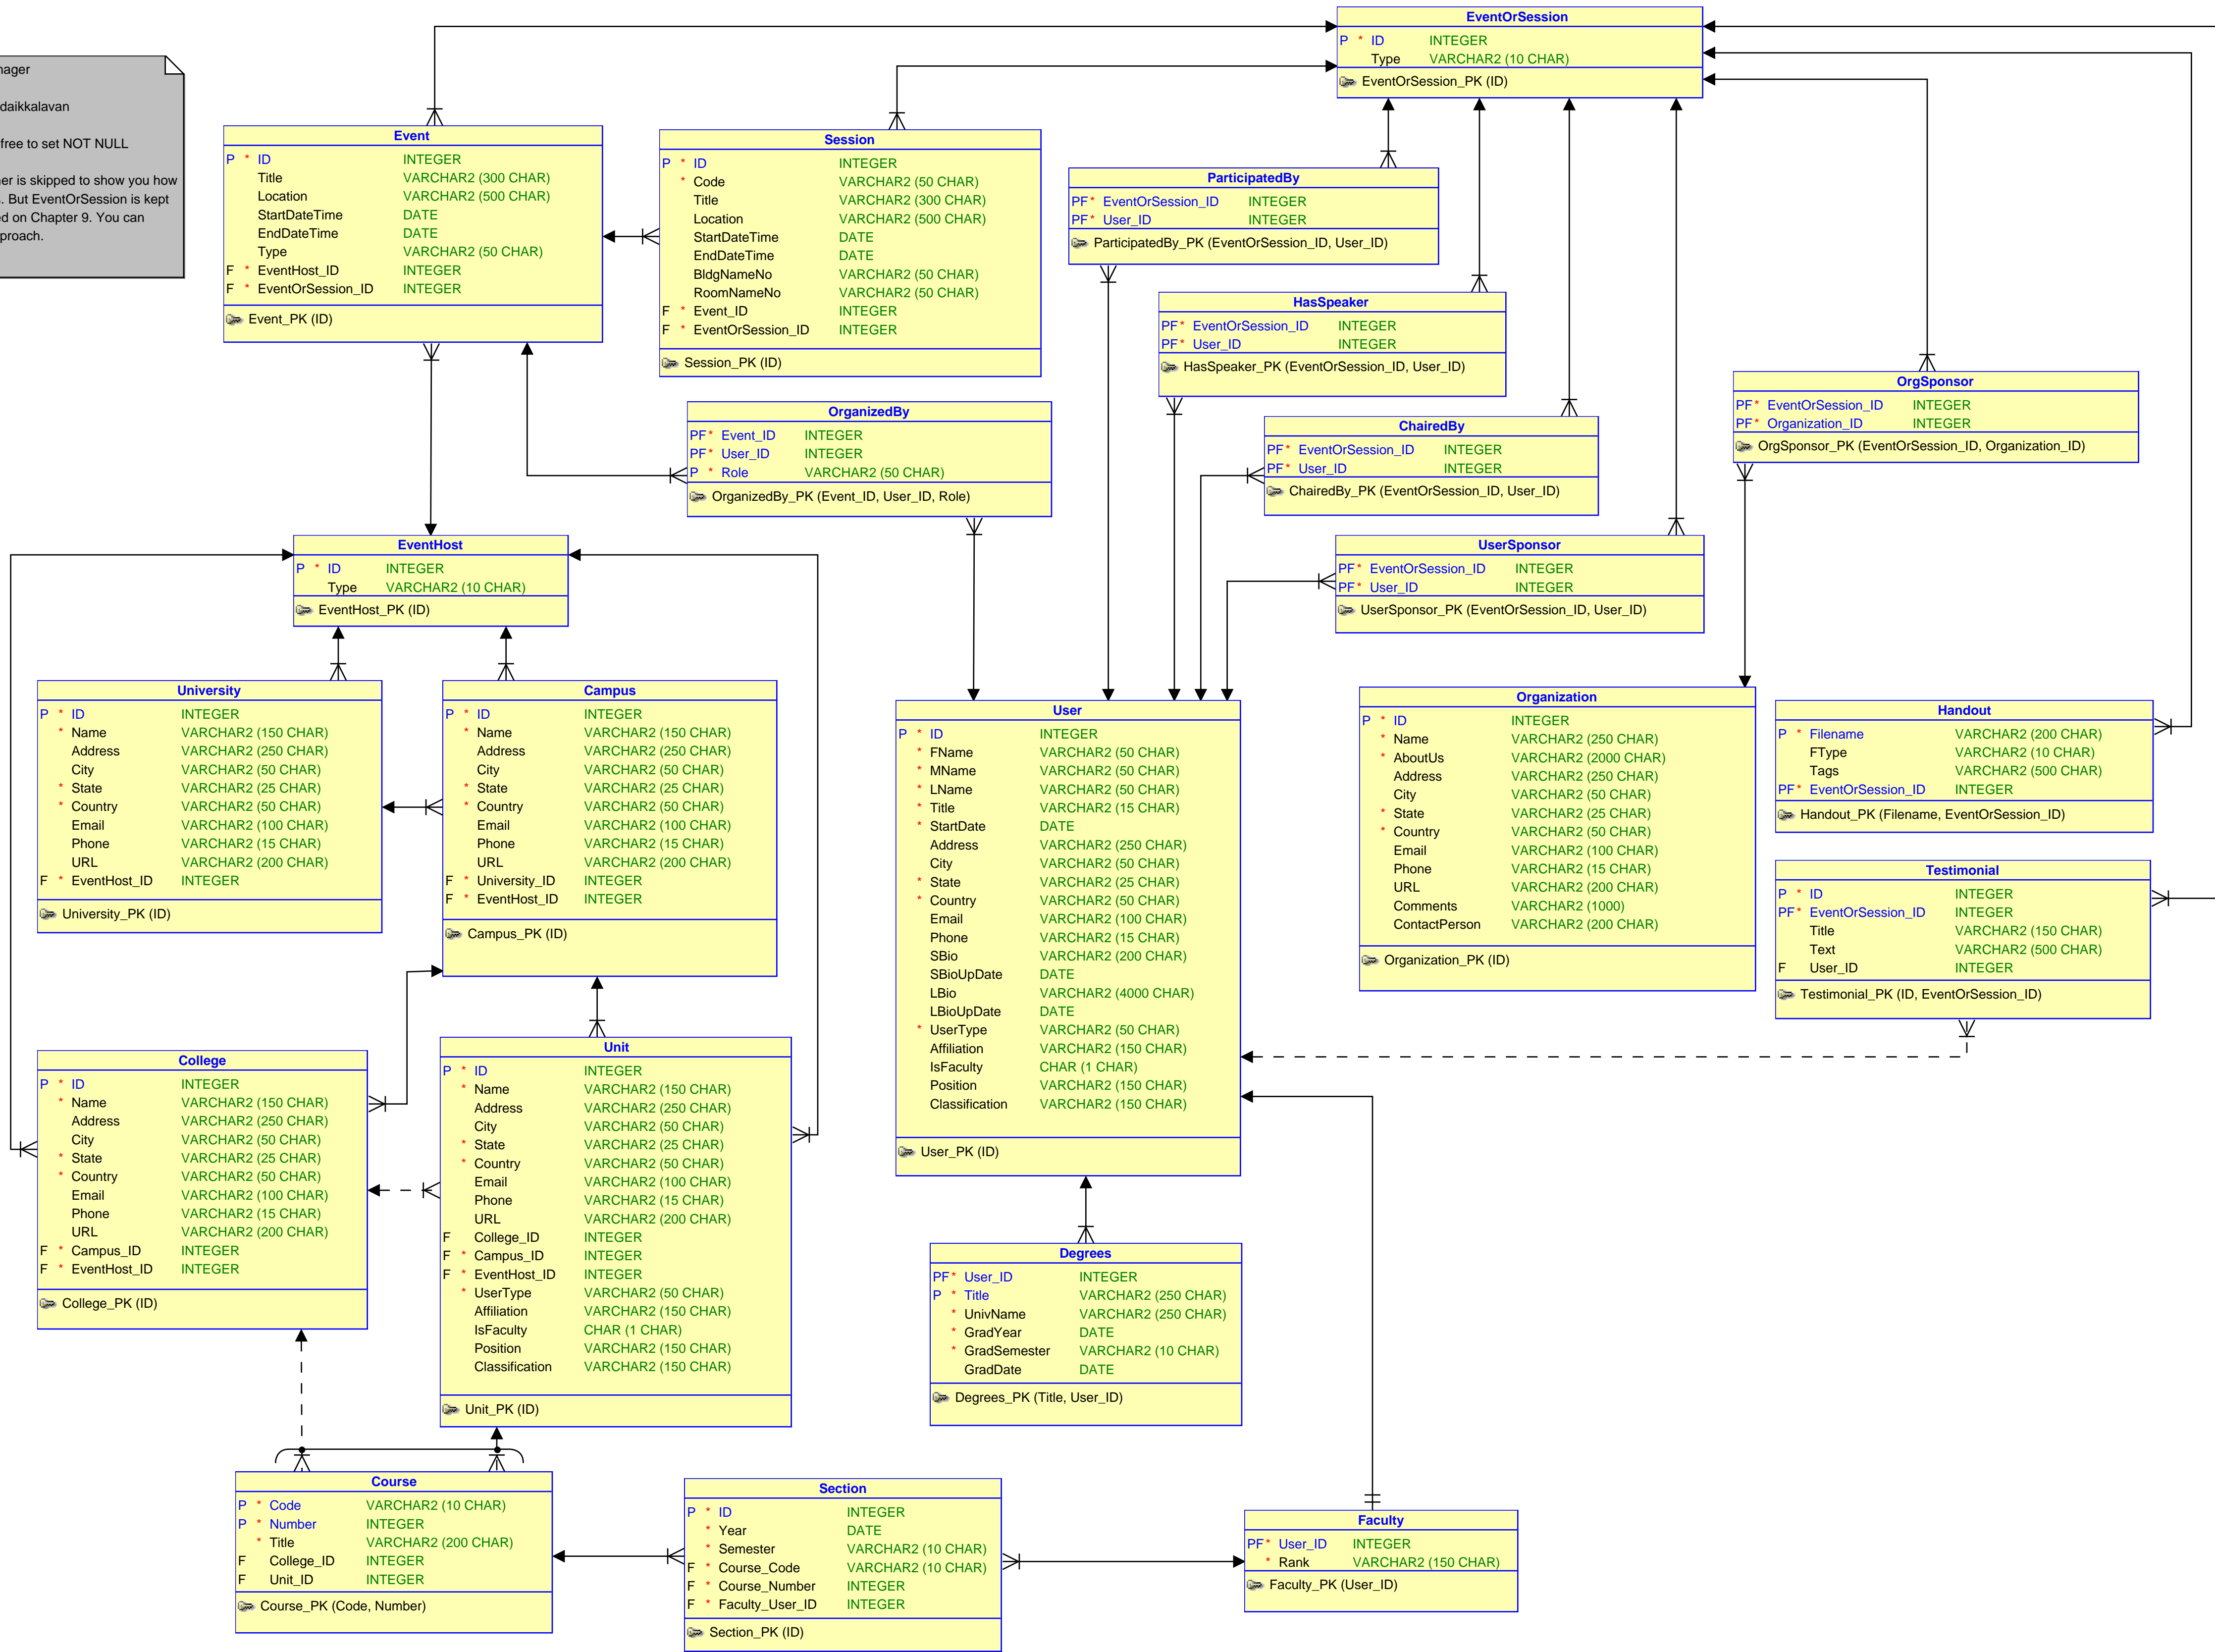 nager
daikkalavan
free to set NOT NULL
ner is skipped to show you how
s. But EventOrSession is kept
ed on Chapter 9. You can
proach.
EventOrSession
P * ID INTEGER
Type VARCHAR2 (10 CHAR)
EventOrSession_PK (ID)
Event
P * ID INTEGER
Title VARCHAR2 (300 CHAR)
Location VARCHAR2 (500 CHAR)
StartDateTime DATE
EndDateTime DATE
Type VARCHAR2 (50 CHAR)
F * EventHost_ID INTEGER
F * EventOrSession_ID INTEGER
Event_PK (ID)
Session
P * ID INTEGER
* Code VARCHAR2 (50 CHAR)
Title VARCHAR2 (300 CHAR)
Location VARCHAR2 (500 CHAR)
StartDateTime DATE
EndDateTime DATE
BldgNameNo VARCHAR2 (50 CHAR)
RoomNameNo VARCHAR2 (50 CHAR)
F * Event_ID INTEGER
F * EventOrSession_ID INTEGER
Session_PK (ID)
ParticipatedBy
PF* EventOrSession_ID INTEGER
PF* User_ID INTEGER
ParticipatedBy_PK (EventOrSession_ID, User_ID)
HasSpeaker
PF* EventOrSession_ID INTEGER
PF* User_ID INTEGER
HasSpeaker_PK (EventOrSession_ID, User_ID)
OrgSponsor
PF* EventOrSession_ID INTEGER
PF* Organization_ID INTEGER
OrgSponsor_PK (EventOrSession_ID, Organization_ID)
OrganizedBy
PF* Event_ID INTEGER
PF* User_ID INTEGER
P * Role VARCHAR2 (50 CHAR)
OrganizedBy_PK (Event_ID, User_ID, Role)
ChairedBy
PF* EventOrSession_ID INTEGER
PF* User_ID INTEGER
ChairedBy_PK (EventOrSession_ID, User_ID)
EventHost
P * ID INTEGER
Type VARCHAR2 (10 CHAR)
EventHost_PK (ID)
UserSponsor
PF* EventOrSession_ID INTEGER
PF* User_ID INTEGER
UserSponsor_PK (EventOrSession_ID, User_ID)
University
P * ID INTEGER
* Name VARCHAR2 (150 CHAR)
Address VARCHAR2 (250 CHAR)
City VARCHAR2 (50 CHAR)
* State VARCHAR2 (25 CHAR)
* Country VARCHAR2 (50 CHAR)
Email VARCHAR2 (100 CHAR)
Phone VARCHAR2 (15 CHAR)
URL VARCHAR2 (200 CHAR)
F * EventHost_ID INTEGER
University_PK (ID)
Campus
P * ID INTEGER
* Name VARCHAR2 (150 CHAR)
Address VARCHAR2 (250 CHAR)
City VARCHAR2 (50 CHAR)
* State VARCHAR2 (25 CHAR)
* Country VARCHAR2 (50 CHAR)
Email VARCHAR2 (100 CHAR)
Phone VARCHAR2 (15 CHAR)
URL VARCHAR2 (200 CHAR)
F * University_ID INTEGER
F * EventHost_ID INTEGER
Campus_PK (ID)
User
P * ID INTEGER
* FName VARCHAR2 (50 CHAR)
* MName VARCHAR2 (50 CHAR)
* LName VARCHAR2 (50 CHAR)
* Title VARCHAR2 (15 CHAR)
* StartDate DATE
Address VARCHAR2 (250 CHAR)
City VARCHAR2 (50 CHAR)
* State VARCHAR2 (25 CHAR)
* Country VARCHAR2 (50 CHAR)
Email VARCHAR2 (100 CHAR)
Phone VARCHAR2 (15 CHAR)
SBio VARCHAR2 (200 CHAR)
SBioUpDate DATE
LBio VARCHAR2 (4000 CHAR)
LBioUpDate DATE
* UserType VARCHAR2 (50 CHAR)
Affiliation VARCHAR2 (150 CHAR)
IsFaculty CHAR (1 CHAR)
Position VARCHAR2 (150 CHAR)
Classification VARCHAR2 (150 CHAR)
User_PK (ID)
Organization
P * ID INTEGER
* Name VARCHAR2 (250 CHAR)
* AboutUs VARCHAR2 (2000 CHAR)
Address VARCHAR2 (250 CHAR)
City VARCHAR2 (50 CHAR)
* State VARCHAR2 (25 CHAR)
* Country VARCHAR2 (50 CHAR)
Email VARCHAR2 (100 CHAR)
Phone VARCHAR2 (15 CHAR)
URL VARCHAR2 (200 CHAR)
Comments VARCHAR2 (1000)
ContactPerson VARCHAR2 (200 CHAR)
Organization_PK (ID)
Handout
P * Filename VARCHAR2 (200 CHAR)
FType VARCHAR2 (10 CHAR)
Tags VARCHAR2 (500 CHAR)
PF* EventOrSession_ID INTEGER
Handout_PK (Filename, EventOrSession_ID)
Testimonial
P * ID INTEGER
PF* EventOrSession_ID INTEGER
Title VARCHAR2 (150 CHAR)
Text VARCHAR2 (500 CHAR)
F User_ID INTEGER
Testimonial_PK (ID, EventOrSession_ID)
College
P * ID INTEGER
* Name VARCHAR2 (150 CHAR)
Address VARCHAR2 (250 CHAR)
City VARCHAR2 (50 CHAR)
* State VARCHAR2 (25 CHAR)
* Country VARCHAR2 (50 CHAR)
Email VARCHAR2 (100 CHAR)
Phone VARCHAR2 (15 CHAR)
URL VARCHAR2 (200 CHAR)
F * Campus_ID INTEGER
F * EventHost_ID INTEGER
College_PK (ID)
Unit
P * ID INTEGER
* Name VARCHAR2 (150 CHAR)
Address VARCHAR2 (250 CHAR)
City VARCHAR2 (50 CHAR)
* State VARCHAR2 (25 CHAR)
* Country VARCHAR2 (50 CHAR)
Email VARCHAR2 (100 CHAR)
Phone VARCHAR2 (15 CHAR)
URL VARCHAR2 (200 CHAR)
F College_ID INTEGER
F * Campus_ID INTEGER
F * EventHost_ID INTEGER
* UserType VARCHAR2 (50 CHAR)
Affiliation VARCHAR2 (150 CHAR)
IsFaculty CHAR (1 CHAR)
Position VARCHAR2 (150 CHAR)
Classification VARCHAR2 (150 CHAR)
Unit_PK (ID)
Degrees
PF* User_ID INTEGER
P * Title VARCHAR2 (250 CHAR)
* UnivName VARCHAR2 (250 CHAR)
* GradYear DATE
* GradSemester VARCHAR2 (10 CHAR)
GradDate DATE
Degrees_PK (Title, User_ID)
Course
P * Code VARCHAR2 (10 CHAR)
P * Number INTEGER
* Title VARCHAR2 (200 CHAR)
F College_ID INTEGER
F Unit_ID INTEGER
Course_PK (Code, Number)
Section
P * ID INTEGER
* Year DATE
* Semester VARCHAR2 (10 CHAR)
F * Course_Code VARCHAR2 (10 CHAR)
F * Course_Number INTEGER
F * Faculty_User_ID INTEGER
Section_PK (ID)
Faculty
PF* User_ID INTEGER
* Rank VARCHAR2 (150 CHAR)
Faculty_PK (User_ID)